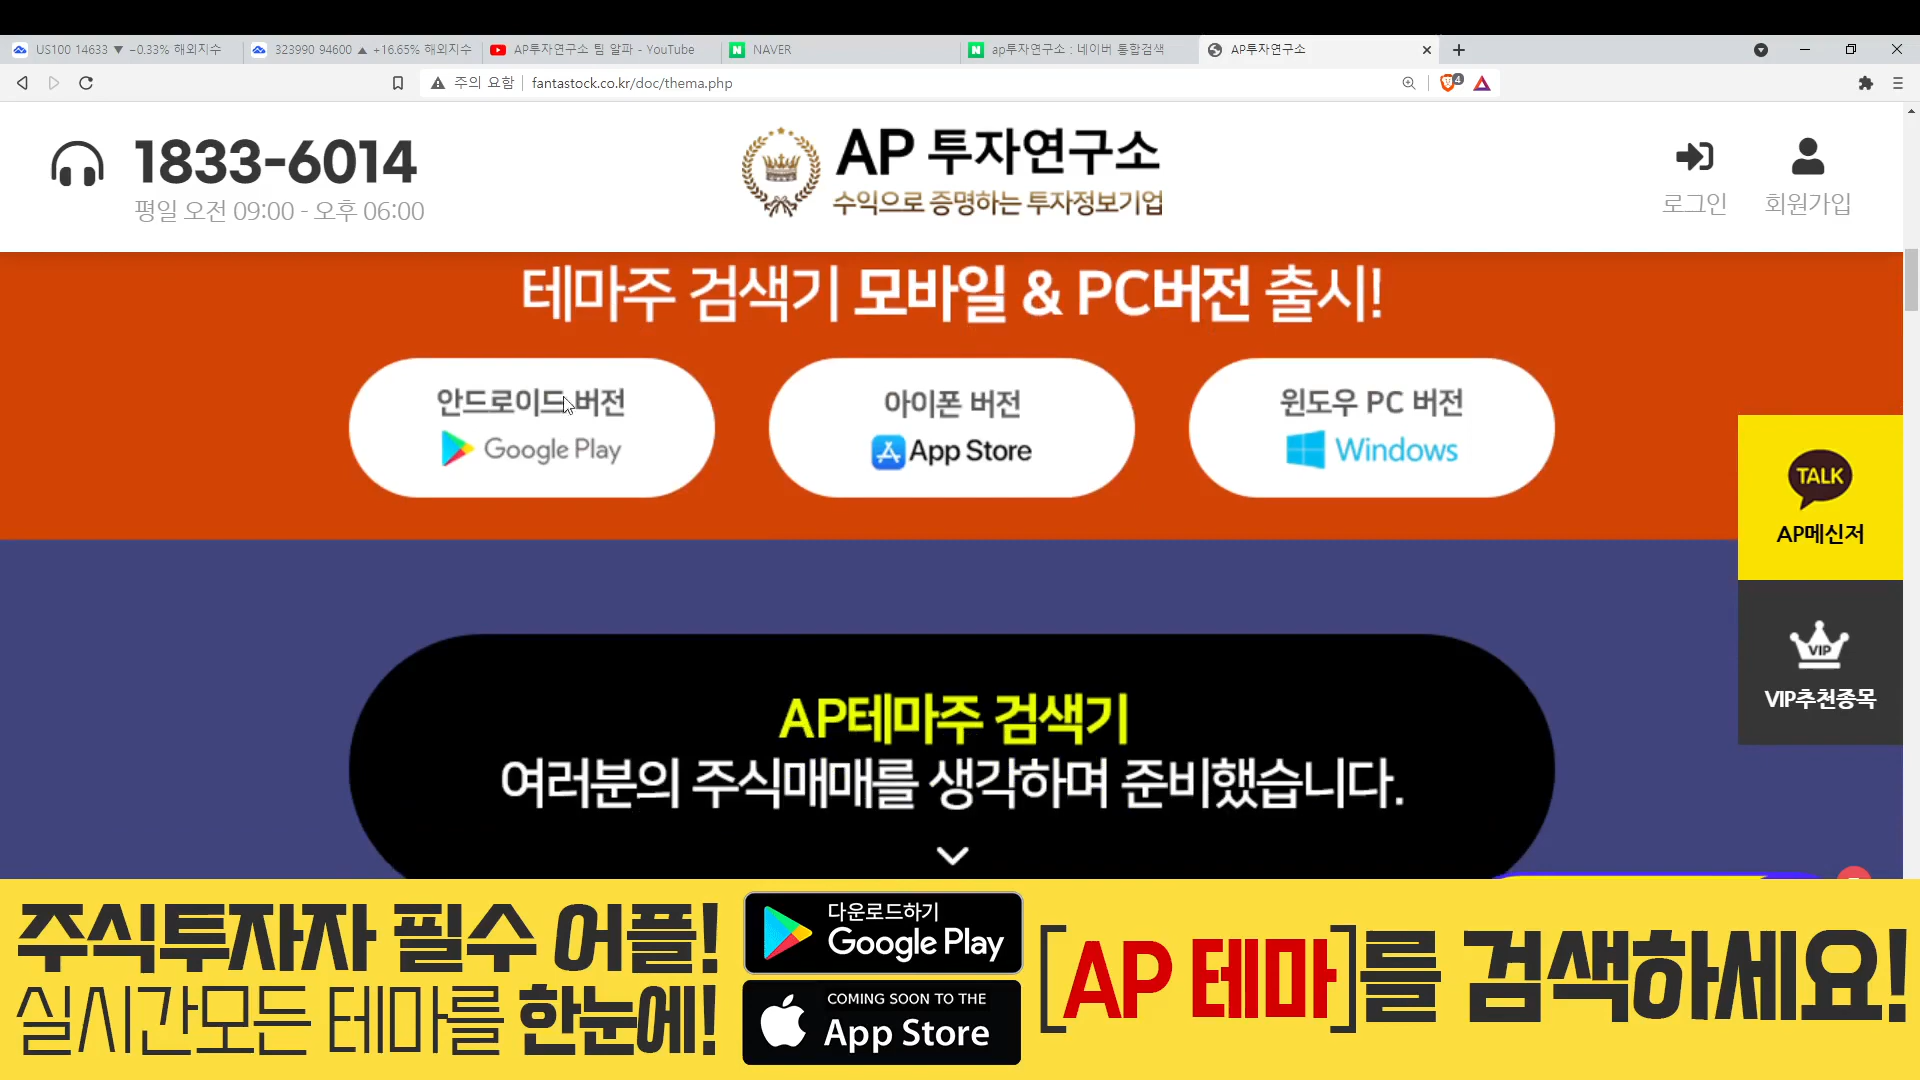 US100 14633 ▼ −0.33% 해외지수
323990 94600 ▲ +16.65% 해외지수
AP투자연구소 팀 알파 - YouTube
NAVER
ap투자연구소 : 네이버 통합검색
AP투자연구소
주의 요함
fantastock.co.kr/doc/thema.php
4
1833-6014
평일 오전 09:00 - 오후 06:00
AP 투자연구소
수익으로 증명하는 투자정보기업
로그인
회원가입
테마주 검색기 모바일 & PC버전 출시!
안드로이드 버전
Google Play
아이폰 버전
App Store
윈도우 PC 버전
Windows
TALK
AP메신저
VIP
VIP추천종목
AP테마주 검색기
여러분의 주식매매를 생각하며 준비했습니다.
주식투자자 필수 어플!
실시간모든 테마를 한눈에!
다운로드하기
Google Play
COMING SOON TO THE
App Store
[AP 테마]를 검색하세요!